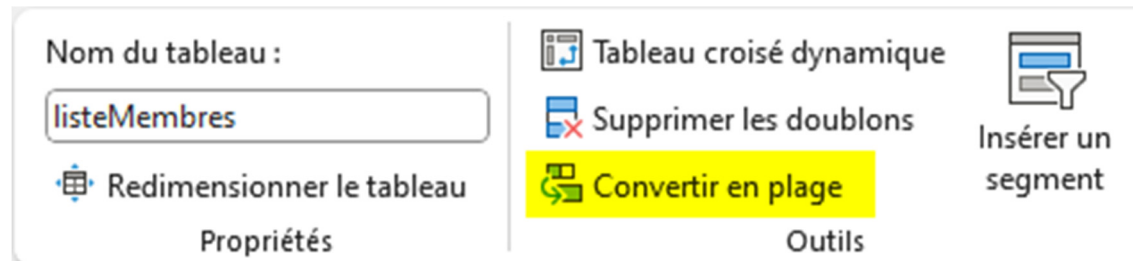 Nom du tableau :
listeMembres
Redimensionner le tableau
Propriétés
Tableau croisé dynamique
Supprimer les doublons
Convertir en plage
Insérer un
segment
Outils